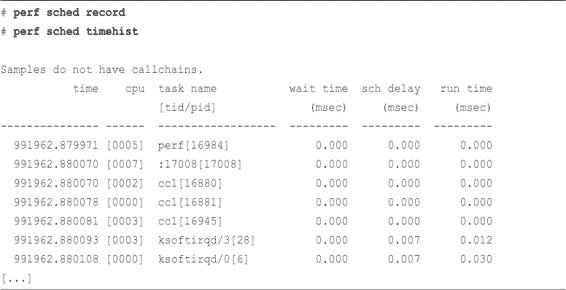 # perf sched record
# perf sched timehist
Samples do not have callchains.
time cpu task name wait time sch delay run time
[tid/pid] (msec) (msec) (msec)
--------------- ------ ----------------- --------- --------- ---------
991962.879971 [0005] perf[16984] 0.000 0.000 0.000
991962.880070 [0007] :17008[17008] 0.000 0.000 0.000
991962.880070 [0002] cc1[16880] 0.000 0.000 0.000
991962.880078 [0000] cc1[16881] 0.000 0.000 0.000
991962.880081 [0003] cc1[16945] 0.000 0.000 0.000
991962.880093 [0003] ksoftirqd/3[28] 0.000 0.007 0.012
991962.880108 [0000] ksoftirqd/0[6] 0.000 0.007 0.030
[...]